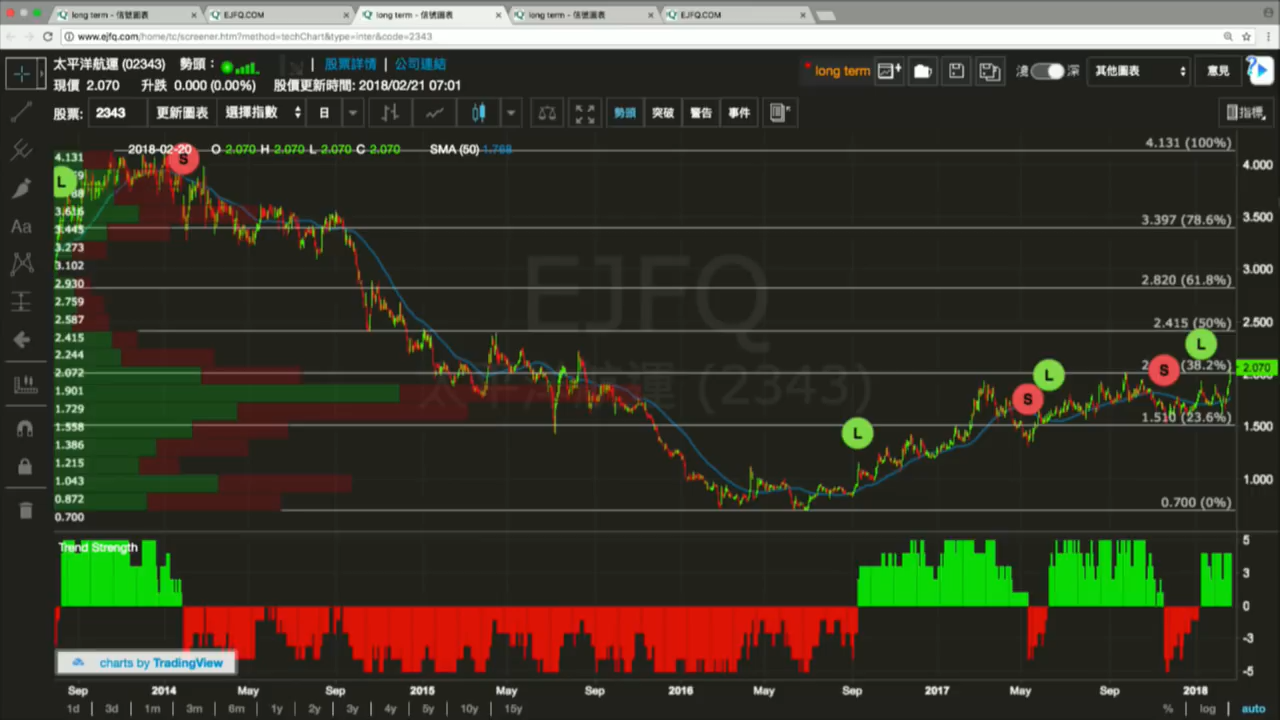 long term - 信號圖表
EJFQ.COM
long term - 信號圖表
long term - 信號圖表
EJFQ.COM
www.ejfq.com/home/tc/screener.htm?method=techChart&type=inter&code=2343
太平洋航運 (02343) 勢頭： 股票詳情 | 公司連結
long term 淺 深 其他圖表 意見
現價 2.070 升跌 0.000 (0.00%) 股價更新時間: 2018/02/21 07:01
股票: 2343 更新圖表 選擇指數 日 勢頭 突破 警告 事件 指標
2018-02-20 O 2.070 H 2.070 L 2.070 C 2.070 SMA (50) 1.768
4.131 (100%)
3.397 (78.6%)
2.820 (61.8%)
2.415 (50%)
(38.2%)
1.510 (23.6%)
0.700 (0%)
4.131
3.616
3.445
3.273
3.102
2.930
2.759
2.587
2.415
2.244
2.072
1.901
1.729
1.558
1.386
1.215
1.043
0.872
0.700
4.000
3.500
3.000
2.500
2.070
1.500
1.000
L
S
L
S
L
S
L
EJFQ
太平洋航運 (2343)
Aa
Trend Strength
5
3
0
-3
-5
charts by TradingView
Sep 2014 May Sep 2015 May Sep 2016 May Sep 2017 May Sep 2018
1d | 3d | 1m | 3m | 6m | 1y | 2y | 3y | 4y | 5y | 10y | 15y % | log | auto